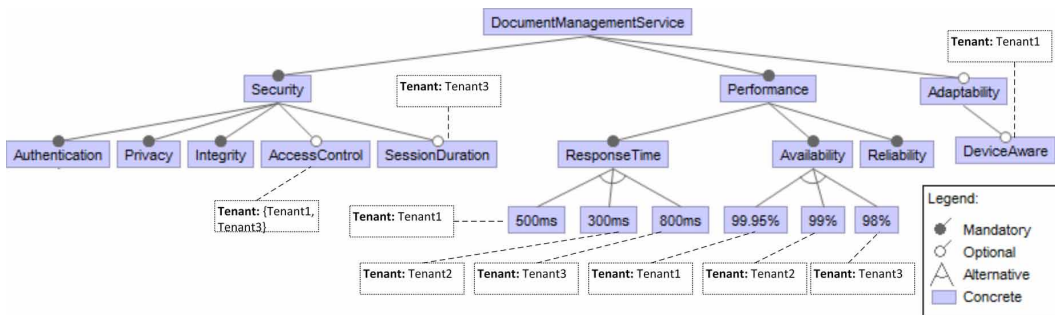 DocumentManagementService
Tenant: Tenant1
Security
Tenant: Tenant3
Performance
Adaptability
Authentication
Privacy
Integrity
AccessControl
SessionDuration
ResponseTime
Availability
Reliability
DeviceAware
Tenant: {Tenant1,
Tenant3}
Tenant: Tenant1
500ms
300ms
800ms
99.95%
99%
98%
Tenant: Tenant2
Tenant: Tenant3
Tenant: Tenant1
Tenant: Tenant2
Tenant: Tenant3
Legend:
Mandatory
Optional
Alternative
Concrete